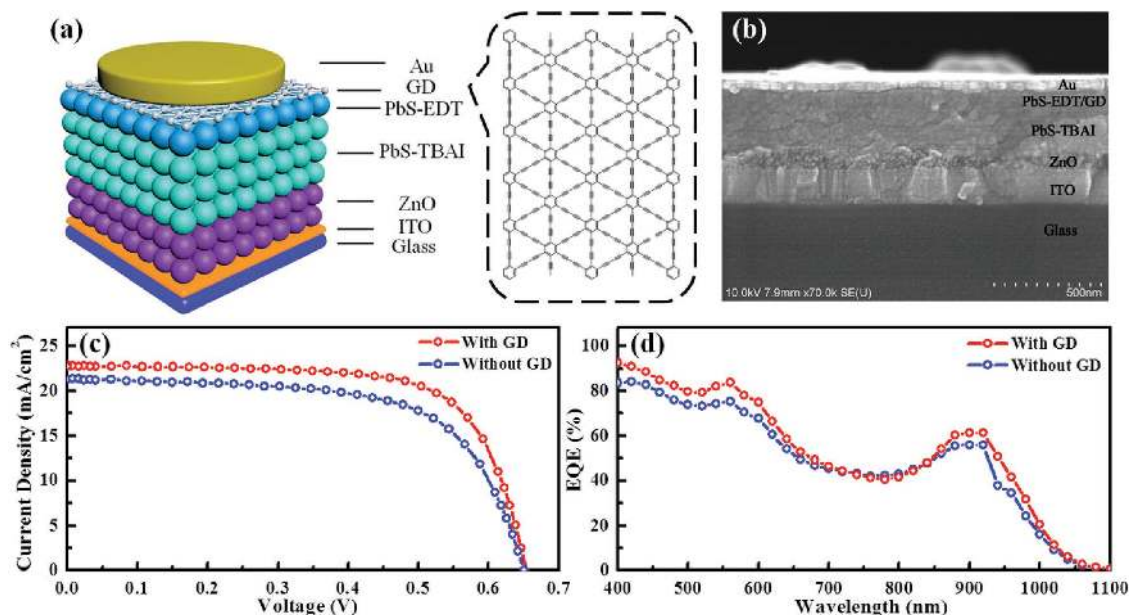 (a)
Au
GD
PbS-EDT
PbS-TBAI
ZnO
ITO
Glass
(b)
Au
PbS-EDT/GD
PbS-TBAI
ZnO
ITO
Glass
10.0kV 7.9mm x70.0k SE(U)
500nm
(c)
With GD
Without GD
25
20
15
10
5
0
0.0 0.1 0.2 0.3 0.4 0.5 0.6 0.7
Current Density (mA/cm²)
Voltage (V)
(d)
With GD
Without GD
100
80
60
40
20
0
400 500 600 700 800 900 1000 1100
EQE (%)
Wavelength (nm)